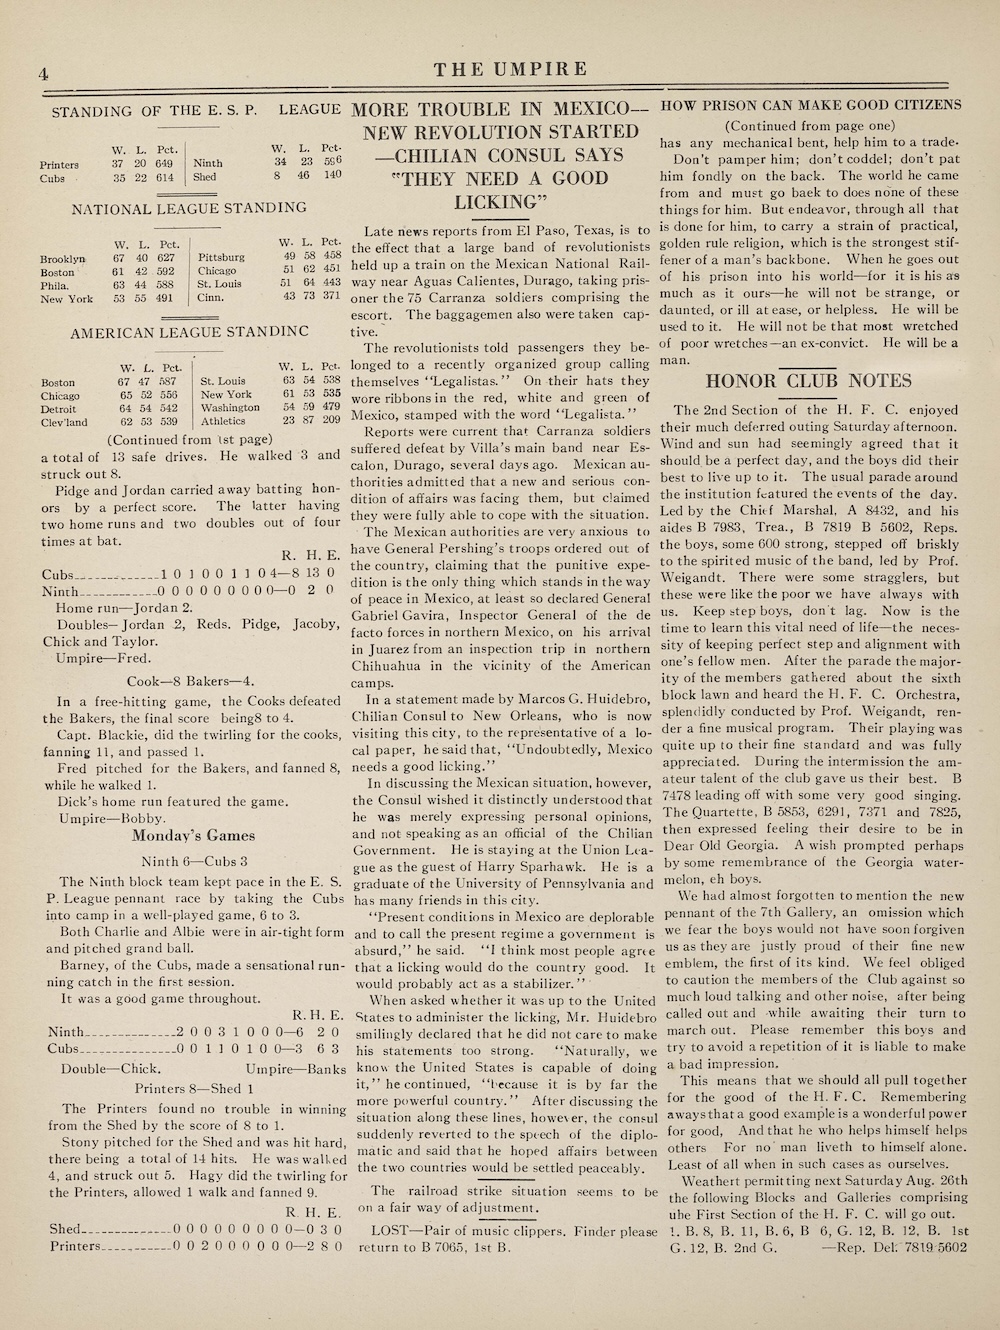 4
THE UMPIRE
STANDING OF THE E. S. P. LEAGUE
W. L. Pct. W. L. Pct.
Printers 37 20 649 Ninth 34 23 596
Cubs 35 22 614 Shed 8 46 140
NATIONAL LEAGUE STANDING
W. L. Pct. W. L. Pct.
Brooklyn 67 40 627 Pittsburg 49 58 458
Boston 61 42 592 Chicago 51 62 451
Phila. 63 44 588 St. Louis 51 64 443
New York 53 55 491 Cinn. 43 73 371
AMERICAN LEAGUE STANDINC
W. L. Pct. W. L. Pct.
Boston 67 47 587 St. Louis 63 54 538
Chicago 65 52 556 New York 61 53 535
Detroit 64 54 542 Washington 54 59 479
Clev'land 62 53 539 Athletics 23 87 209
(Continued from 1st page)
a total of 13 safe drives. He walked 3 and
struck out 8.
Pidge and Jordan carried away batting hon-
ors by a perfect score. The latter having
two home runs and two doubles out of four
times at bat.
R. H. E.
Cubs------------1 0 1 0 0 1 1 0 4—8 13 0
Ninth-----------0 0 0 0 0 0 0 0 0—0 2 0
Home run—Jordan 2.
Doubles—Jordan 2, Reds. Pidge, Jacoby,
Chick and Taylor.
Umpire—Fred.
Cook—8 Bakers—4.
In a free-hitting game, the Cooks defeated
the Bakers, the final score being8 to 4.
Capt. Blackie, did the twirling for the cooks,
fanning 11, and passed 1.
Fred pitched for the Bakers, and fanned 8,
while he walked 1.
Dick's home run featured the game.
Umpire—Bobby.
Monday's Games
Ninth 6—Cubs 3
The Ninth block team kept pace in the E. S.
P. League pennant race by taking the Cubs
into camp in a well-played game, 6 to 3.
Both Charlie and Albie were in air-tight form
and pitched grand ball.
Barney, of the Cubs, made a sensational run-
ning catch in the first session.
It was a good game throughout.
R. H. E.
Ninth--------------2 0 0 3 1 0 0 0—6 2 0
Cubs---------------0 0 1 1 0 1 0 0—3 6 3
Double—Chick. Umpire—Banks
Printers 8—Shed 1
The Printers found no trouble in winning
from the Shed by the score of 8 to 1.
Stony pitched for the Shed and was hit hard,
there being a total of 14 hits. He was walked
4, and struck out 5. Hagy did the twirling for
the Printers, allowed 1 walk and fanned 9.
R. H. E.
Shed--------------0 0 0 0 0 0 0 0 0—0 3 0
Printers-----------0 0 2 0 0 0 0 0 0—2 8 0
MORE TROUBLE IN MEXICO—
NEW REVOLUTION STARTED
—CHILIAN CONSUL SAYS
"THEY NEED A GOOD
LICKING"
Late news reports from El Paso, Texas, is to
the effect that a large band of revolutionists
held up a train on the Mexican National Rail-
way near Aguas Calientes, Durago, taking pris-
oner the 75 Carranza soldiers comprising the
escort. The baggagemen also were taken cap-
tive.
The revolutionists told passengers they be-
longed to a recently organized group calling
themselves "Legalistas." On their hats they
wore ribbons in the red, white and green of
Mexico, stamped with the word "Legalista."
Reports were current that Carranza soldiers
suffered defeat by Villa's main band near Es-
calon, Durago, several days ago. Mexican au-
thorities admitted that a new and serious con-
dition of affairs was facing them, but claimed
they were fully able to cope with the situation.
The Mexican authorities are very anxious to
have General Pershing's troops ordered out of
the country, claiming that the punitive expe-
dition is the only thing which stands in the way
of peace in Mexico, at least so declared General
Gabriel Gavira, Inspector General of the de
facto forces in northern Mexico, on his arrival
in Juarez from an inspection trip in northern
Chihuahua in the vicinity of the American
camps.
In a statement made by Marcos G. Huidebro,
Chilian Consul to New Orleans, who is now
visiting this city, to the representative of a lo-
cal paper, he said that, "Undoubtedly, Mexico
needs a good licking."
In discussing the Mexican situation, however,
the Consul wished it distinctly understood that
he was merely expressing personal opinions,
and not speaking as an official of the Chilian
Government. He is staying at the Union Lea-
gue as the guest of Harry Sparhawk. He is a
graduate of the University of Pennsylvania and
has many friends in this city.
"Present conditions in Mexico are deplorable
and to call the present regime a government is
absurd," he said. "I think most people agree
that a licking would do the country good. It
would probably act as a stabilizer."
When asked whether it was up to the United
States to administer the licking, Mr. Huidebro
smilingly declared that he did not care to make
his statements too strong. "Naturally, we
know the United States is capable of doing
it," he continued, "because it is by far the
more powerful country." After discussing the
situation along these lines, however, the consul
suddenly reverted to the speech of the diplo-
matic and said that he hoped affairs between
the two countries would be settled peaceably.
The railroad strike situation seems to be
on a fair way of adjustment.
LOST—Pair of music clippers. Finder please
return to B 7065, 1st B.
HOW PRISON CAN MAKE GOOD CITIZENS
(Continued from page one)
has any mechanical bent, help him to a trade.
Don't pamper him; don't coddel; don't pat
him fondly on the back. The world he came
from and must go baek to does none of these
things for him. But endeavor, through all that
is done for him, to carry a strain of practical,
golden rule religion, which is the strongest stif-
fener of a man's backbone. When he goes out
of his prison into his world—for it is his as
much as it ours—he will not be strange, or
daunted, or ill at ease, or helpless. He will be
used to it. He will not be that most wretched
of poor wretches—an ex-convict. He will be a
man.
HONOR CLUB NOTES
The 2nd Section of the H. F. C. enjoyed
their much deferred outing Saturday afternoon.
Wind and sun had seemingly agreed that it
should be a perfect day, and the boys did their
best to live up to it. The usual parade around
the institution featured the events of the day.
Led by the Chief Marshal, A 8432, and his
aides B 7983, Trea., B 7819 B 5602, Reps.
the boys, some 600 strong, stepped off briskly
to the spirited music of the band, led by Prof.
Weigandt. There were some stragglers, but
these were like the poor we have always with
us. Keep step boys, don't lag. Now is the
time to learn this vital need of life—the neces-
sity of keeping perfect step and alignment with
one's fellow men. After the parade the major-
ity of the members gathered about the sixth
block lawn and heard the H. F. C. Orchestra,
splendidly conducted by Prof. Weigandt, ren-
der a fine musical program. Their playing was
quite up to their fine standard and was fully
appreciated. During the intermission the am-
ateur talent of the club gave us their best. B
7478 leading off with some very good singing.
The Quartette, B 5853, 6291, 7371 and 7825,
then expressed feeling their desire to be in
Dear Old Georgia. A wish prompted perhaps
by some remembrance of the Georgia water-
melon, eh boys.
We had almost forgotten to mention the new
pennant of the 7th Gallery, an omission which
we fear the boys would not have soon forgiven
us as they are justly proud of their fine new
emblem, the first of its kind. We feel obliged
to caution the members of the Club against so
much loud talking and other noise, after being
called out and while awaiting their turn to
march out. Please remember this boys and
try to avoid a repetition of it is liable to make
a bad impression.
This means that we should all pull together
for the good of the H. F. C. Remembering
aways that a good example is a wonderful power
for good, And that he who helps himself helps
others For no man liveth to himself alone.
Least of all when in such cases as ourselves.
Weathert permitting next Saturday Aug. 26th
the following Blocks and Galleries comprising
uhe First Section of the H. F. C. will go out.
1. B. 8, B. 11, B. 6, B 6, G. 12, B. 12, B. 1st
G. 12, B. 2nd G. —Rep. Del. 7819 5602